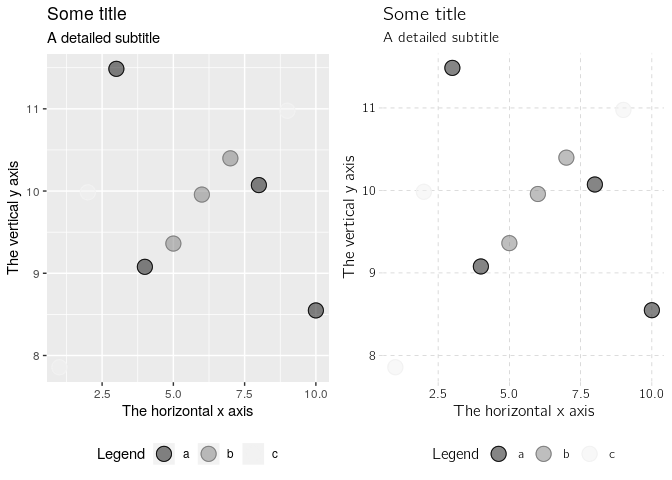 Some title
A detailed subtitle
The vertical y axis
11
10
9
8
2.5 5.0 7.5 10.0
The horizontal x axis
Legend a b c
Some title
A detailed subtitle
The vertical y axis
11
10
9
8
2.5 5.0 7.5 10.0
The horizontal x axis
Legend a b c